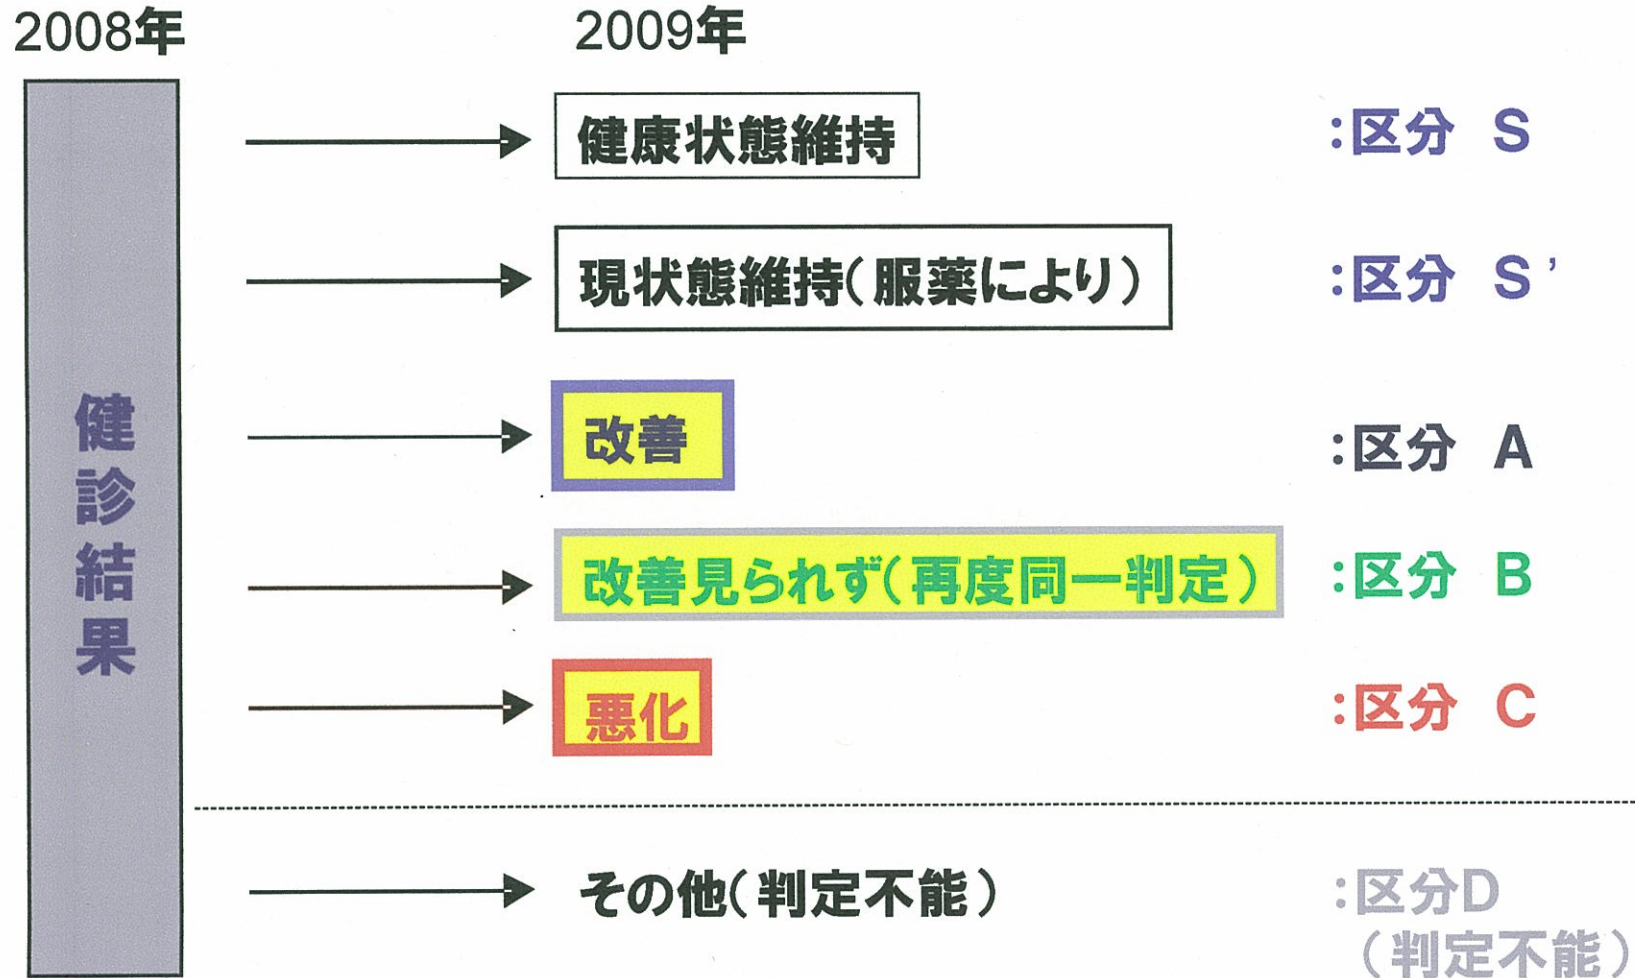 2008年
2009年
健診結果
健康状態維持 :区分 S
現状態維持(服薬により) :区分 S'
改善 :区分 A
改善見られず(再度同一判定) :区分 B
悪化 :区分 C
その他(判定不能) :区分D
(判定不能)